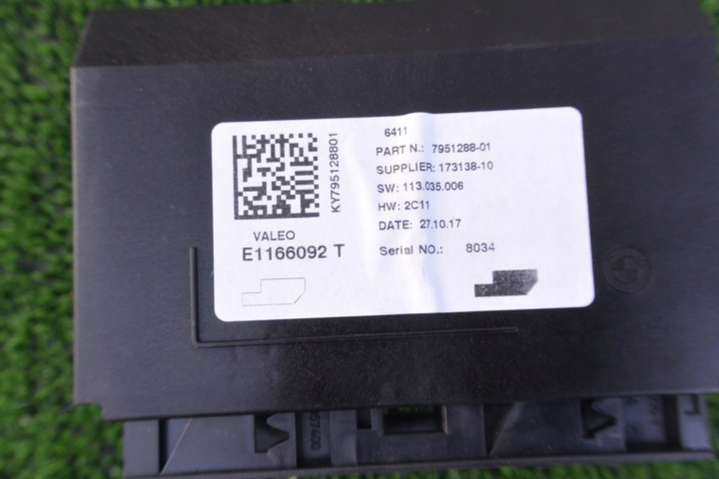 6411
PART N.: 7951288-01
SUPPLIER: 173138-10
SW: 113.035.006
HW: 2C11
DATE: 27.10.17
Serial NO.: 8034
KY795128801
VALEO
E1166092 T